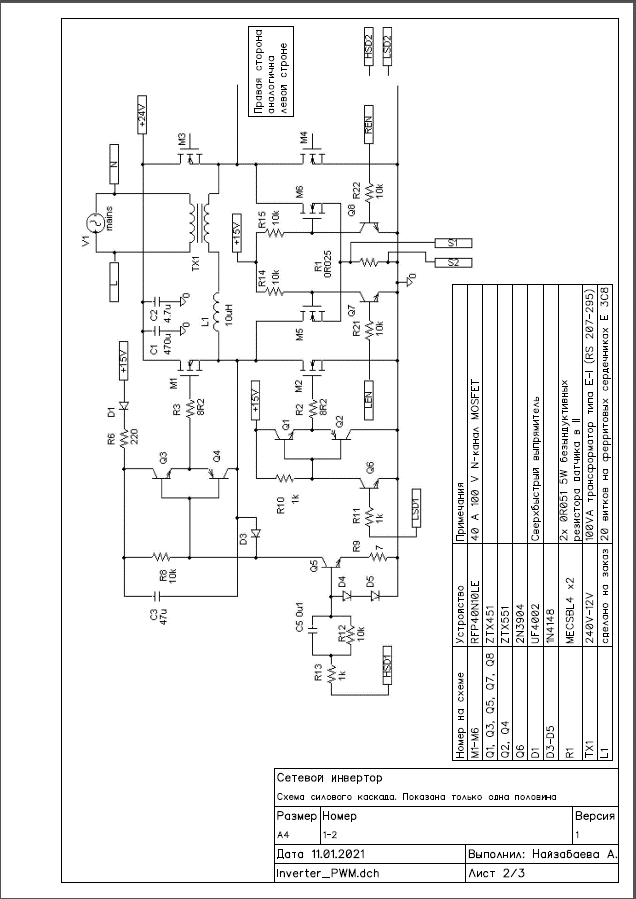 Правая сторона
аналогична
левой строне
HSD2
LSD2
+24V
M3
M4
REN
N
V1
mains
L
TX1
+15V
R15
10k
M6
R22
10k
Q8
R14
10k
R1
0R025
S1
S2
0
C2
4.7u
0
C1
470u
0
L1
10uH
M5
Q7
R21
10k
LEN
+15V
D1
R6
220
M1
R3
8R2
M2
R2
8R2
+15V
Q1
Q2
Q3
Q4
R10
1k
Q6
R11
1k
LSD1
D3
R8
10k
C3
47u
Q5
R9
7
D4
D5
C5 0u1
R12
10k
R13
1k
HSD1
Номер на схеме Устройство Примечания
M1-M6 RFP40N10LE 40 A 100 V N-канал MOSFET
Q1, Q3, Q5, Q7, Q8 ZTX451
Q2, Q4 ZTX551
Q6 2N3904
D1 UF4002 Сверхбыстрый выпрямитель
D3-D5 1N4148
R1 MECSBL4 x2 2x 0R051 5W безындуктивных
резистора датчика в II
TX1 240V-12V 100VA трансформатор типа E-I (RS 207-295)
L1 сделано на заказ 20 витков на ферритовых сердечниках E 3C8
Сетевой инвертор
Схема силового каскада. Показана только одна половина
Размер Номер Версия
A4 1-2 1
Дата 11.01.2021 Выполнил: Найзабаева А.
Inverter_PWM.dch Лист 2/3